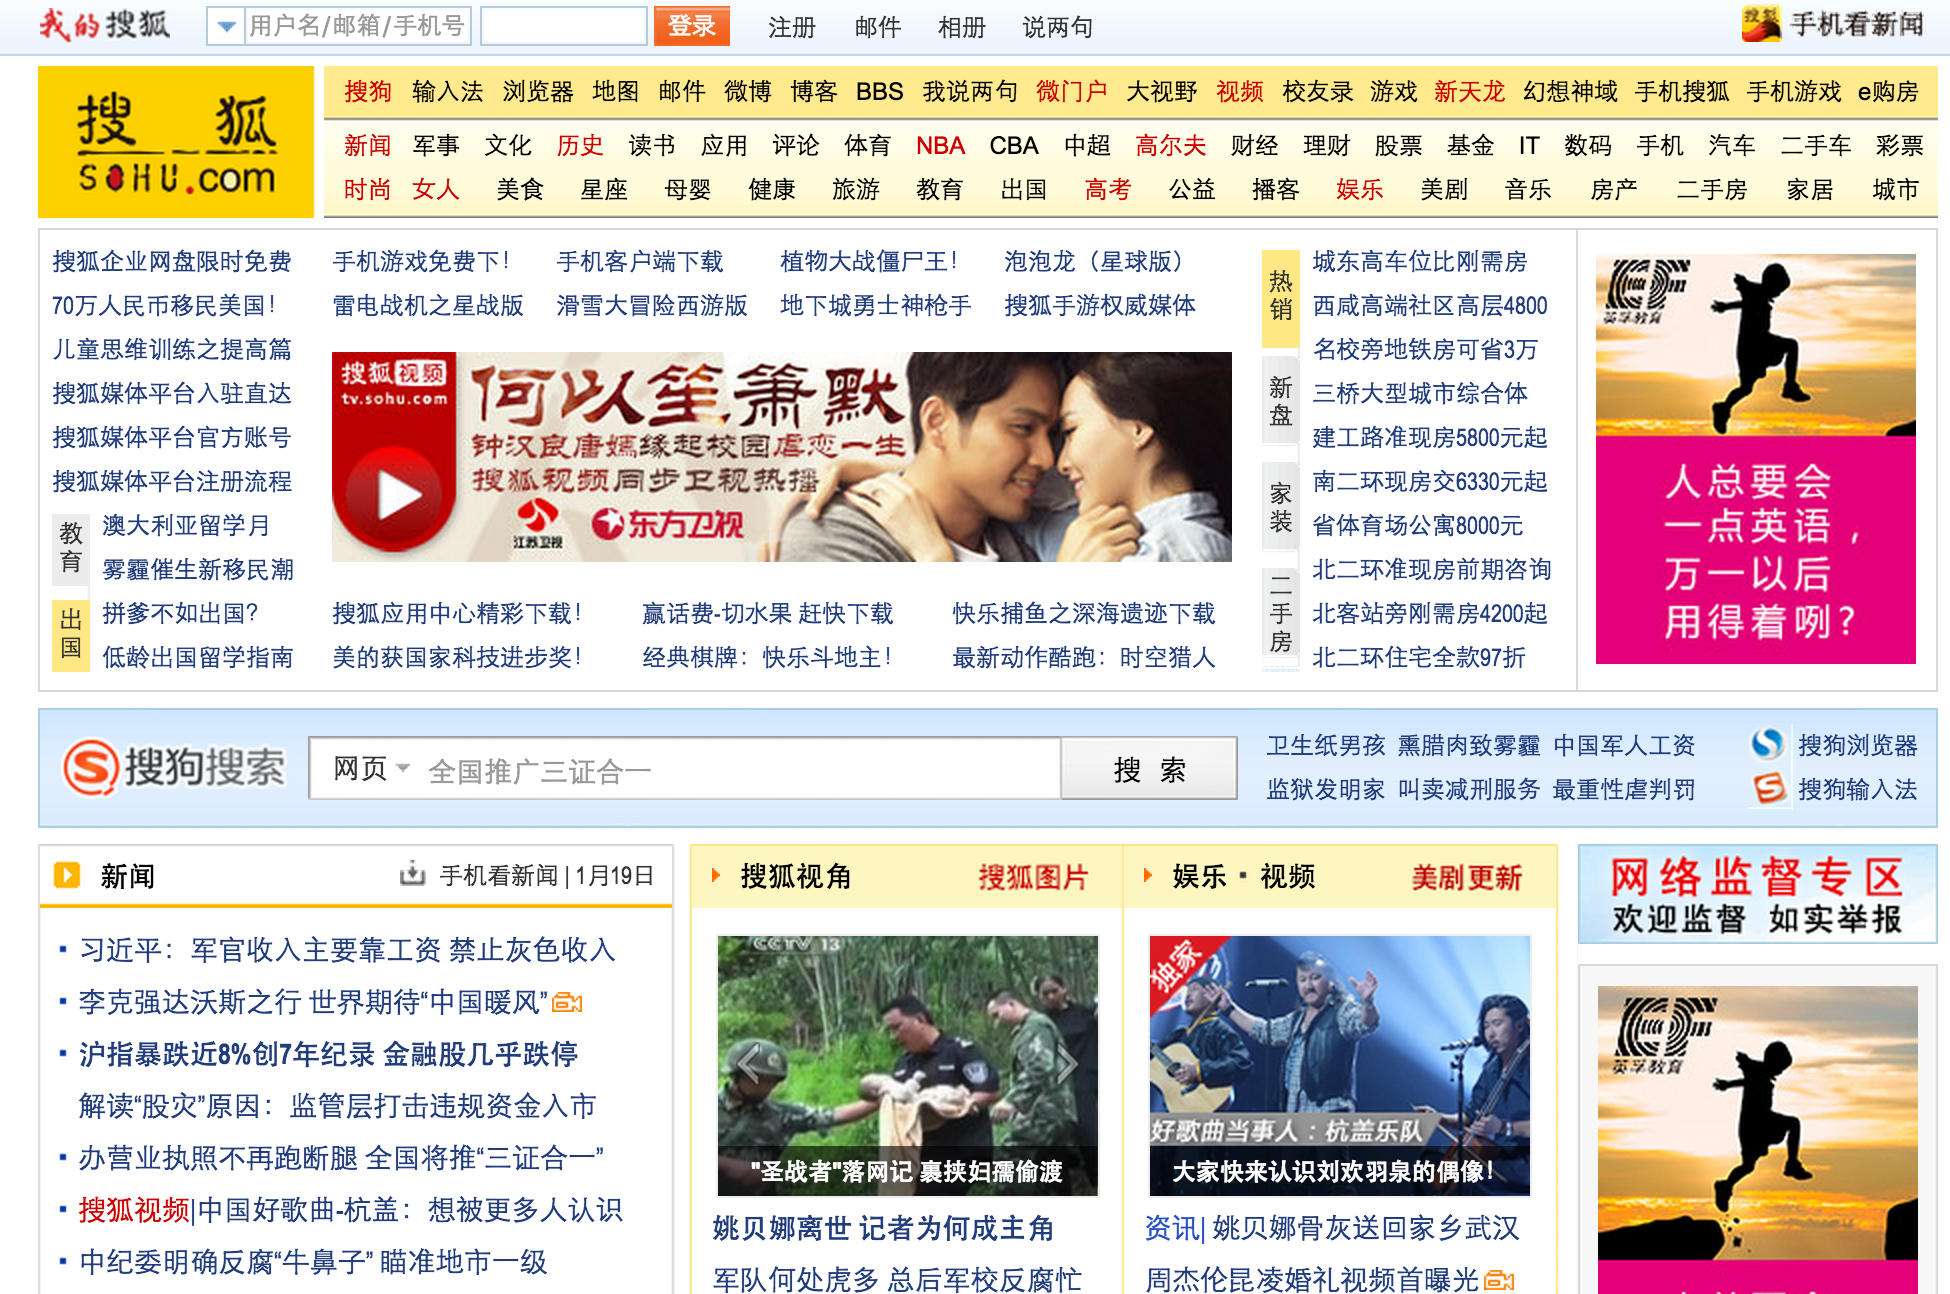 我的搜狐 用户名/邮箱/手机号 登录 注册 邮件 相册 说两句 搜狐 手机看新闻
搜狐 SOHU.com
搜狗 输入法 浏览器 地图 邮件 微博 博客 BBS 我说两句 微门户 大视野 视频 校友录 游戏 新天龙 幻想神域 手机搜狐 手机游戏 e购房
新闻 军事 文化 历史 读书 应用 评论 体育 NBA CBA 中超 高尔夫 财经 理财 股票 基金 IT 数码 手机 汽车 二手车 彩票
时尚 女人 美食 星座 母婴 健康 旅游 教育 出国 高考 公益 播客 娱乐 美剧 音乐 房产 二手房 家居 城市
搜狐企业网盘限时免费
70万人民币移民美国！
儿童思维训练之提高篇
搜狐媒体平台入驻直达
搜狐媒体平台官方账号
搜狐媒体平台注册流程
教育
澳大利亚留学月
雾霾催生新移民潮
出国
拼爹不如出国？
低龄出国留学指南
手机游戏免费下！ 手机客户端下载 植物大战僵尸王！ 泡泡龙（星球版）
雷电战机之星战版 滑雪大冒险西游版 地下城勇士神枪手 搜狐手游权威媒体
搜狐视频
tv.sohu.com
何以笙箫默
钟汉良唐嫣缘起校园虐恋一生
搜狐视频同步卫视热播
江苏卫视 东方卫视
搜狐应用中心精彩下载！ 赢话费-切水果 赶快下载 快乐捕鱼之深海遗迹下载
美的获国家科技进步奖！ 经典棋牌：快乐斗地主！ 最新动作酷跑：时空猎人
热销
新盘
家装
二手房
城东高车位比刚需房
西咸高端社区高层4800
名校旁地铁房可省3万
三桥大型城市综合体
建工路准现房5800元起
南二环现房交6330元起
省体育场公寓8000元
北二环准现房前期咨询
北客站旁刚需房4200起
北二环住宅全款97折
EF
英孚教育
人总要会
一点英语，
万一以后
用得着咧？
搜狗搜索 网页 全国推广三证合一 搜 索
卫生纸男孩 熏腊肉致雾霾 中国军人工资
监狱发明家 叫卖减刑服务 最重性虐判罚
搜狗浏览器
搜狗输入法
新闻 手机看新闻 | 1月19日
习近平：军官收入主要靠工资 禁止灰色收入
李克强达沃斯之行 世界期待“中国暖风”
沪指暴跌近8%创7年纪录 金融股几乎跌停
解读“股灾”原因：监管层打击违规资金入市
办营业执照不再跑断腿 全国将推“三证合一”
搜狐视频|中国好歌曲-杭盖：想被更多人认识
中纪委明确反腐“牛鼻子” 瞄准地市一级
搜狐视角 搜狐图片
CCTV 13
"圣战者"落网记 裹挟妇孺偷渡
姚贝娜离世 记者为何成主角
军队何处虎多 总后军校反腐忙
娱乐 · 视频 美剧更新
独家
好歌曲当事人：杭盖乐队
大家快来认识刘欢羽泉的偶像！
资讯| 姚贝娜骨灰送回家乡武汉
周杰伦昆凌婚礼视频首曝光
网络监督专区
欢迎监督 如实举报
EF
英孚教育